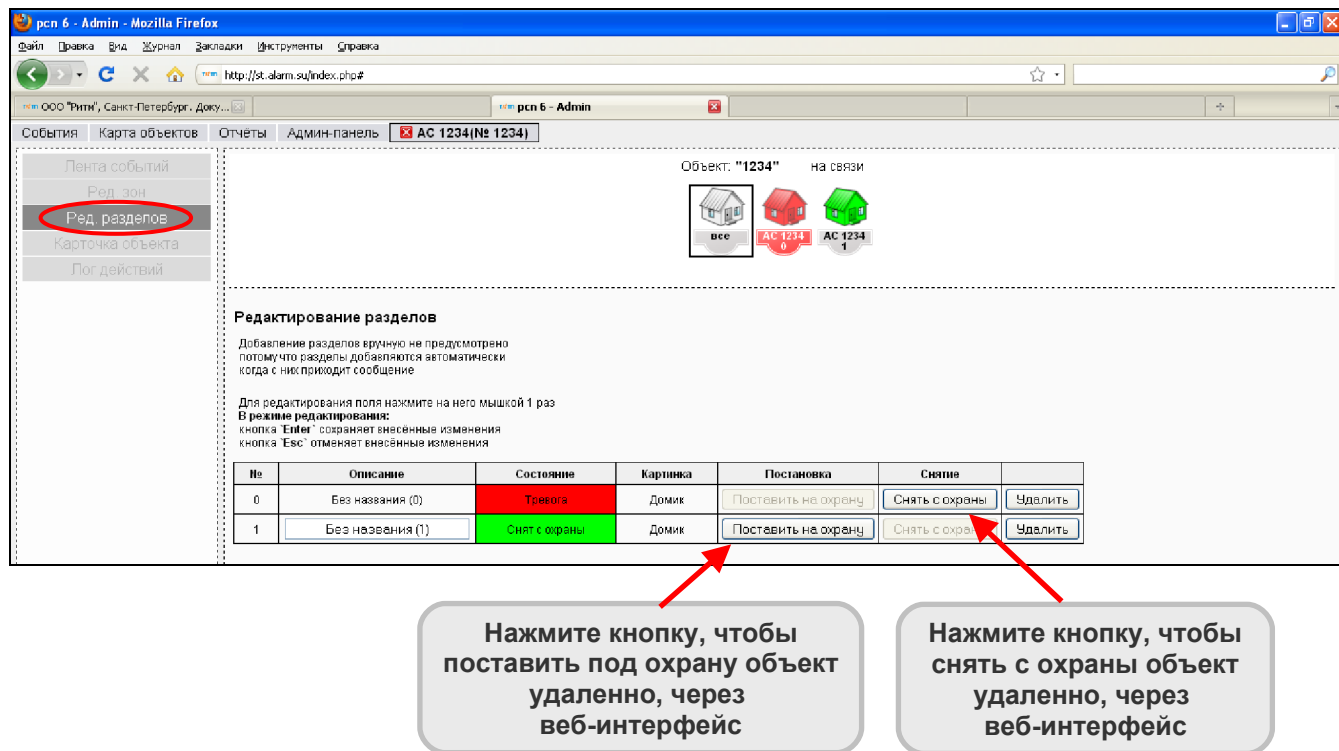 pcn 6 - Admin - Mozilla Firefox
Файл Правка Вид Журнал Закладки Инструменты Справка
http://st.alarm.su/index.php#
ООО "Ритм", Санкт-Петербург. Доку...
pcn 6 - Admin
События Карта объектов Отчёты Админ-панель АС 1234(№ 1234)
Лента событий
Ред. зон
Ред. разделов
Карточка объекта
Лог действий
Объект: "1234" на связи
все
АС 1234
0
АС 1234
1
Редактирование разделов
Добавление разделов вручную не предусмотрено
потому что разделы добавляются автоматически
когда с них приходит сообщение
Для редактирования поля нажмите на него мышкой 1 раз
В режиме редактирования:
кнопка `Enter` сохраняет внесённые изменения
кнопка `Esc` отменяет внесённые изменения
№ Описание Состояние Картинка Постановка Снятие
0 Без названия (0) Тревога Домик Поставить на охрану Снять с охраны Удалить
1 Без названия (1) Снят с охраны Домик Поставить на охрану Снять с охраны Удалить
Нажмите кнопку, чтобы
поставить под охрану объект
удаленно, через
веб-интерфейс
Нажмите кнопку, чтобы
снять с охраны объект
удаленно, через
веб-интерфейс